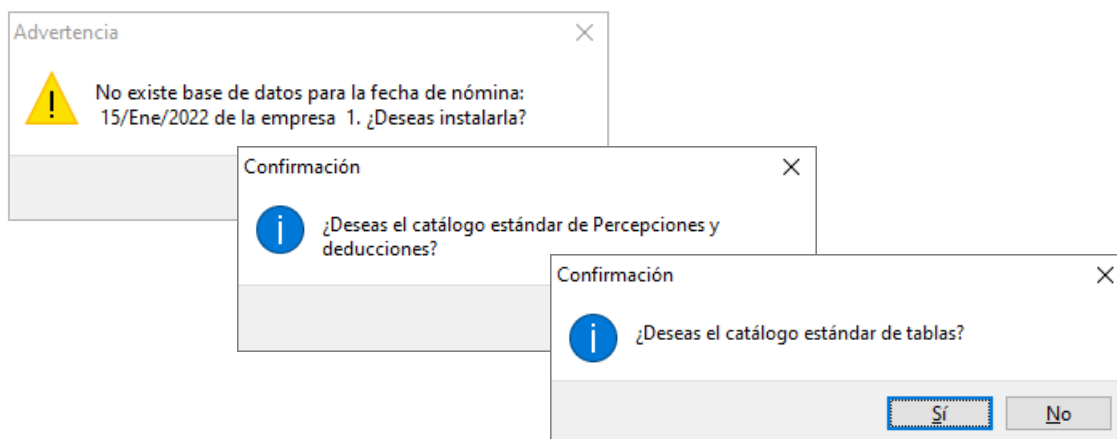 Advertencia
No existe base de datos para la fecha de nómina:
15/Ene/2022 de la empresa  1. ¿Deseas instalarla?
Confirmación
¿Deseas el catálogo estándar de Percepciones y
deducciones?
Confirmación
¿Deseas el catálogo estándar de tablas?
Sí
No